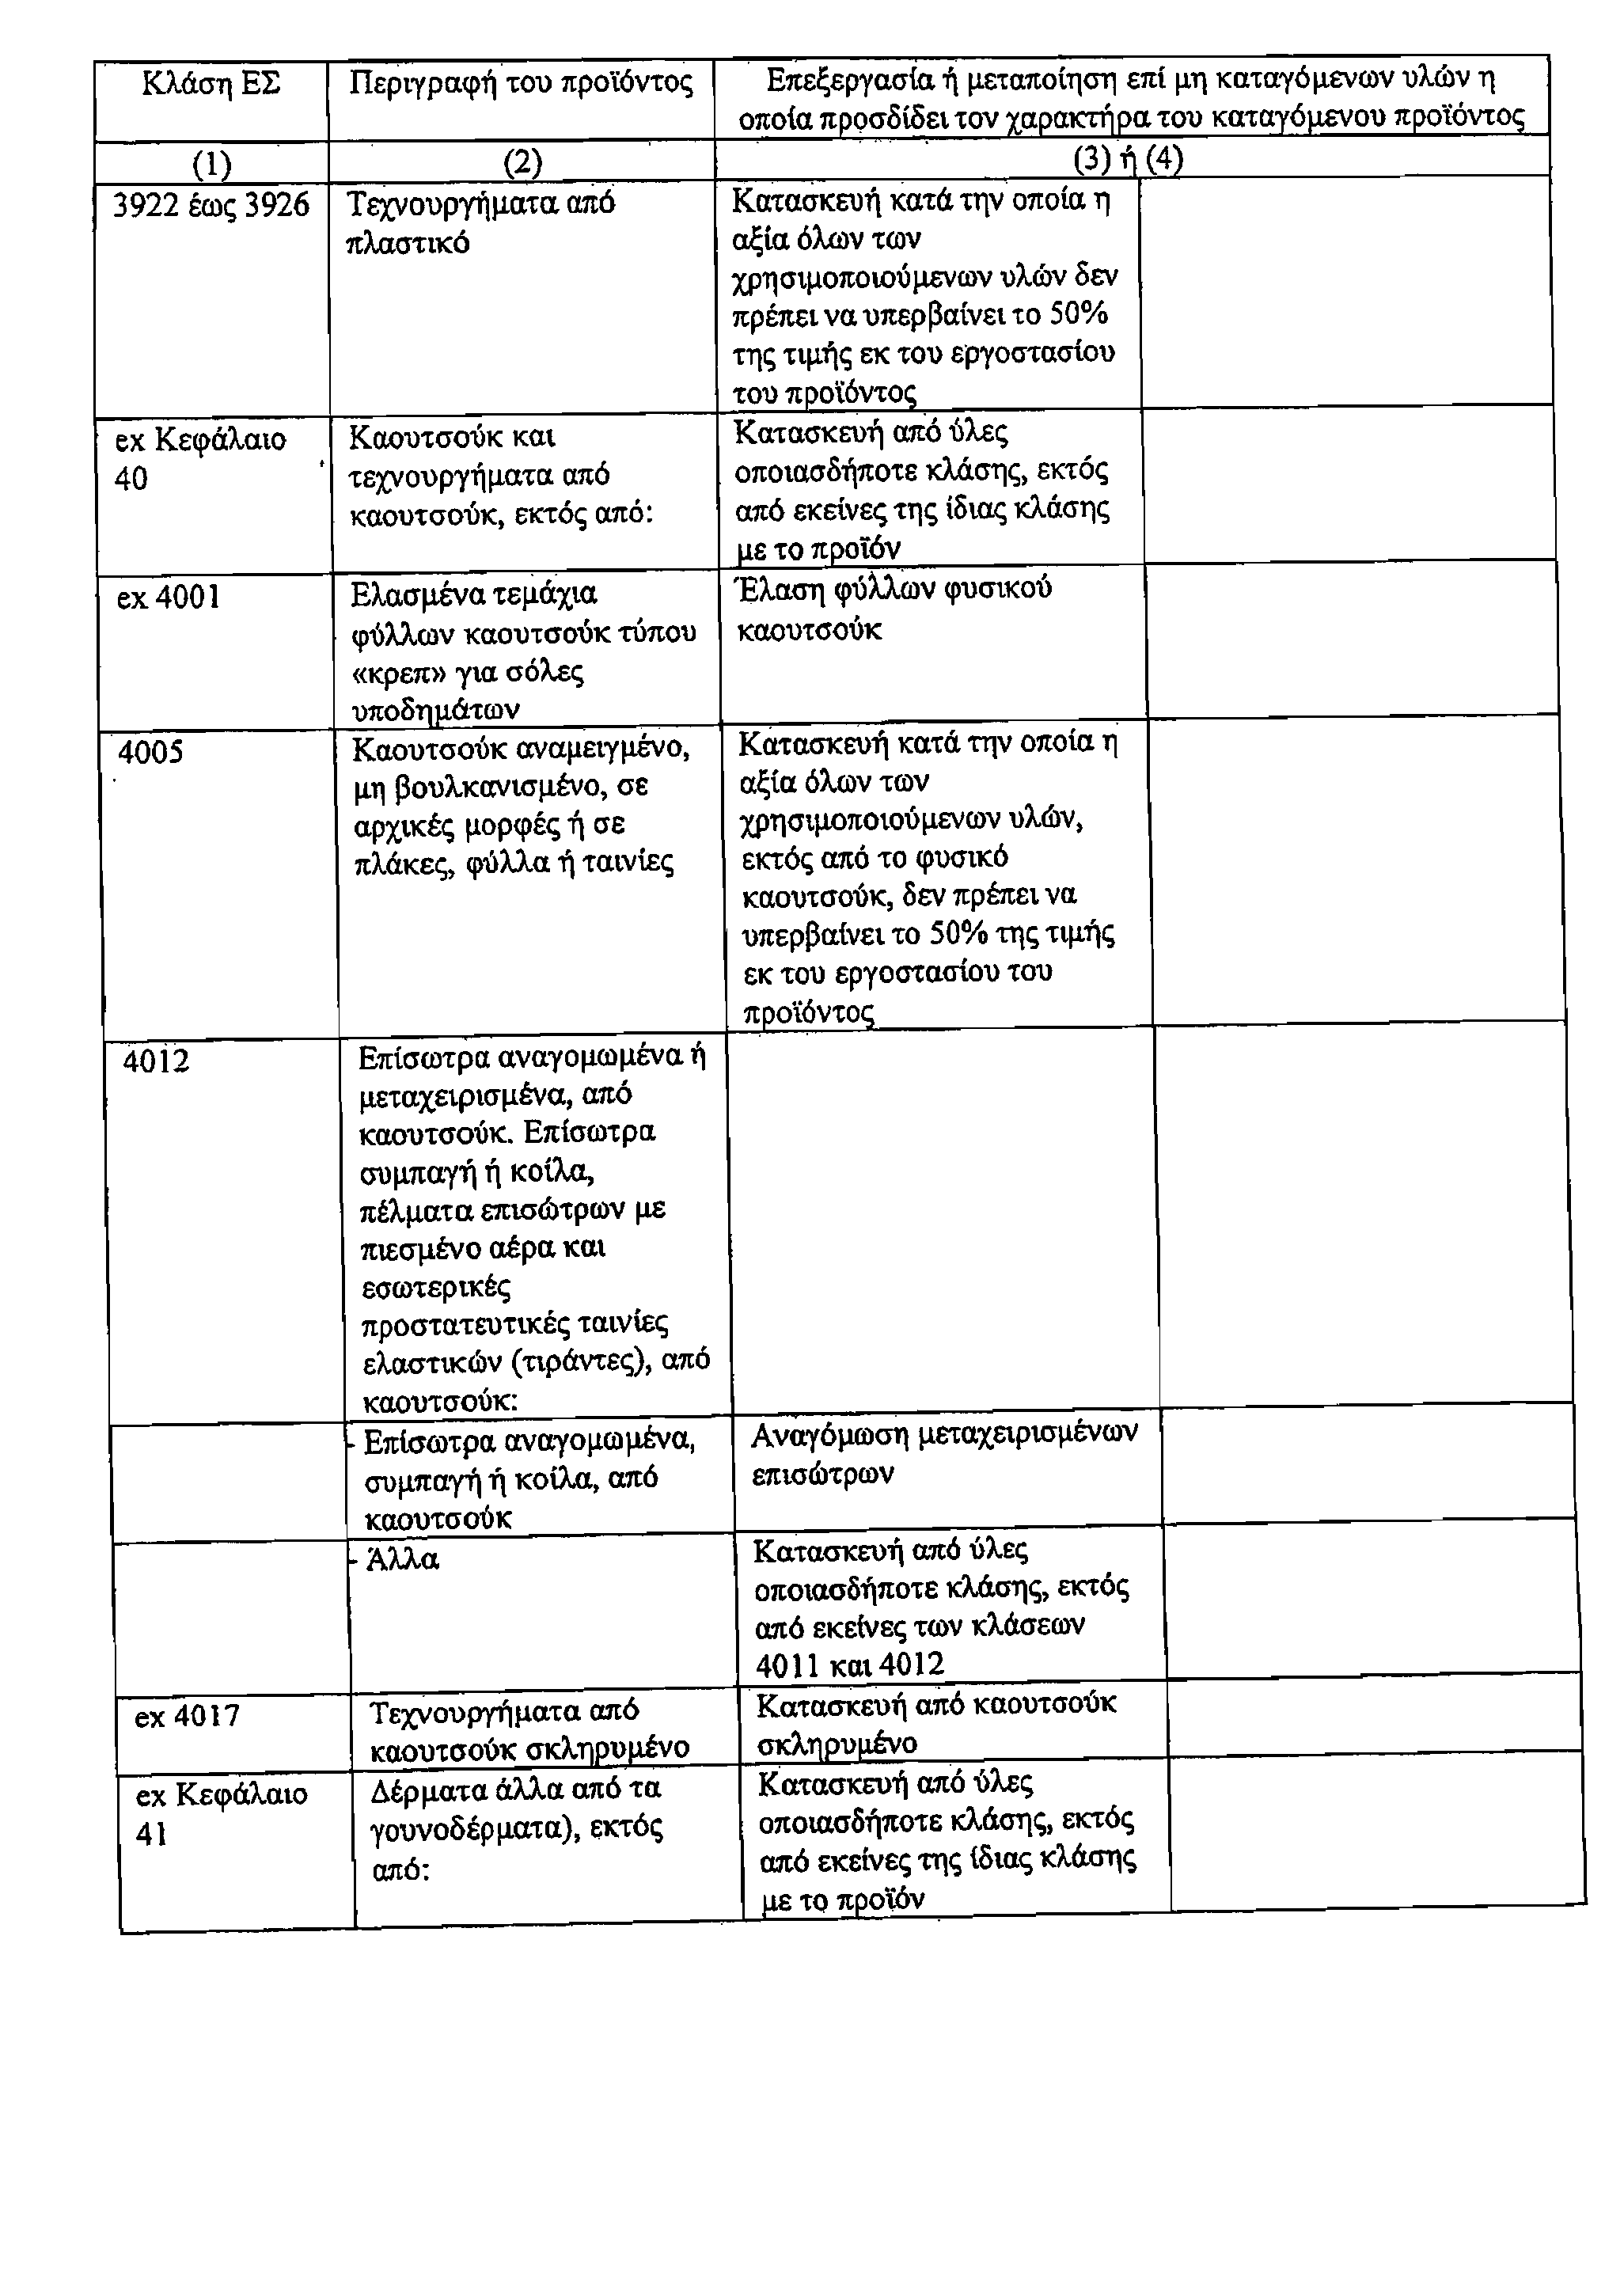 Κλάση ΕΣ
Περιγραφή του προϊόντος
Επεξεργασία ή μεταποίηση επί μη καταγόμενων υλών η
οποία προσδίδει τον χαρακτήρα του καταγόμενου προϊόντος
(1)
(2)
(3) ή (4)
3922 έως 3926
Τεχνουργήματα από
πλαστικό
Κατασκευή κατά την οποία η
αξία όλων των
χρησιμοποιούμενων υλών δεν
πρέπει να υπερβαίνει το 50%
της τιμής εκ του εργοστασίου
του προϊόντος
ex Κεφάλαιο
40
Καουτσούκ και
τεχνουργήματα από
καουτσούκ, εκτός από:
Κατασκευή από ύλες
οποιασδήποτε κλάσης, εκτός
από εκείνες της ίδιας κλάσης
με το προϊόν
ex 4001
Ελασμένα τεμάχια
φύλλων καουτσούκ τύπου
«κρεπ» για σόλες
υποδημάτων
Έλαση φύλλων φυσικού
καουτσούκ
4005
Καουτσούκ αναμειγμένο,
μη βουλκανισμένο, σε
αρχικές μορφές ή σε
πλάκες, φύλλα ή ταινίες
Κατασκευή κατά την οποία η
αξία όλων των
χρησιμοποιούμενων υλών,
εκτός από το φυσικό
καουτσούκ, δεν πρέπει να
υπερβαίνει το 50% της τιμής
εκ του εργοστασίου του
προϊόντος
4012
Επίσωτρα αναγομωμένα ή
μεταχειρισμένα, από
καουτσούκ. Επίσωτρα
συμπαγή ή κοίλα,
πέλματα επισώτρων με
πιεσμένο αέρα και
εσωτερικές
προστατευτικές ταινίες
ελαστικών (τιράντες), από
καουτσούκ:
- Επίσωτρα αναγομωμένα,
συμπαγή ή κοίλα, από
καουτσούκ
Αναγόμωση μεταχειρισμένων
επισώτρων
- Άλλα
Κατασκευή από ύλες
οποιασδήποτε κλάσης, εκτός
από εκείνες των κλάσεων
4011 και 4012
ex 4017
Τεχνουργήματα από
καουτσούκ σκληρυμένο
Κατασκευή από καουτσούκ
σκληρυμένο
ex Κεφάλαιο
41
Δέρματα άλλα από τα
γουνοδέρματα), εκτός
από:
Κατασκευή από ύλες
οποιασδήποτε κλάσης, εκτός
από εκείνες της ίδιας κλάσης
με το προϊόν